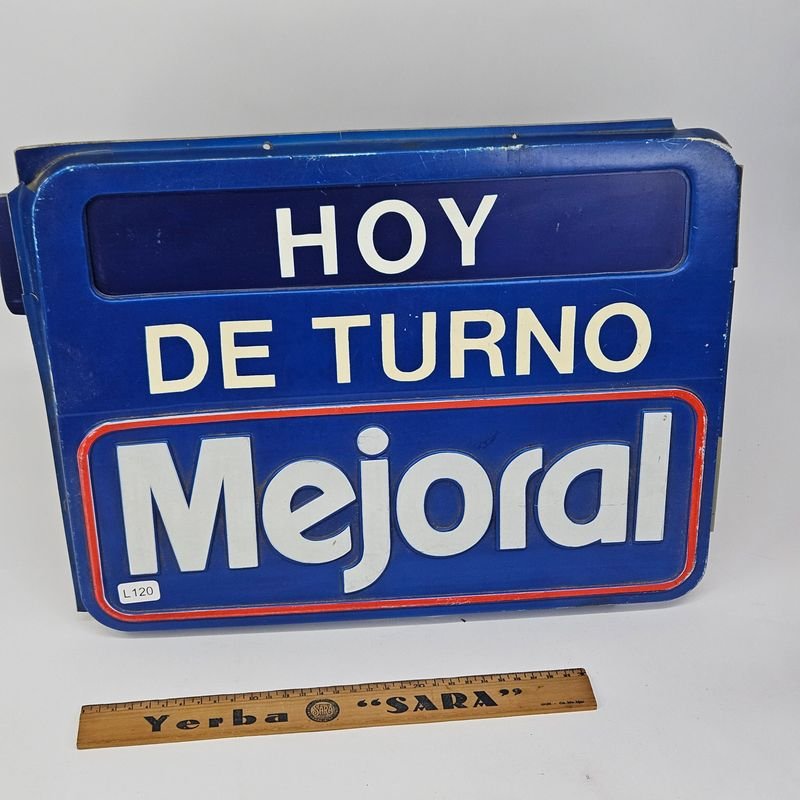 HOY
DE TURNO
Mejoral
L120
Yerba "SARA"